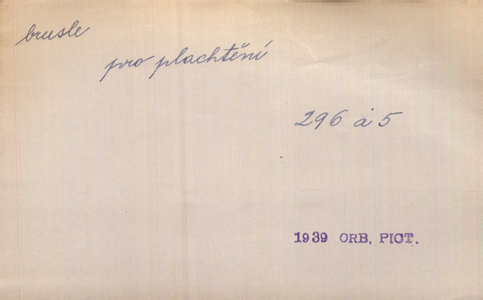 brusle
pro plachtění
296 à 5
1939 ORB. PICT.